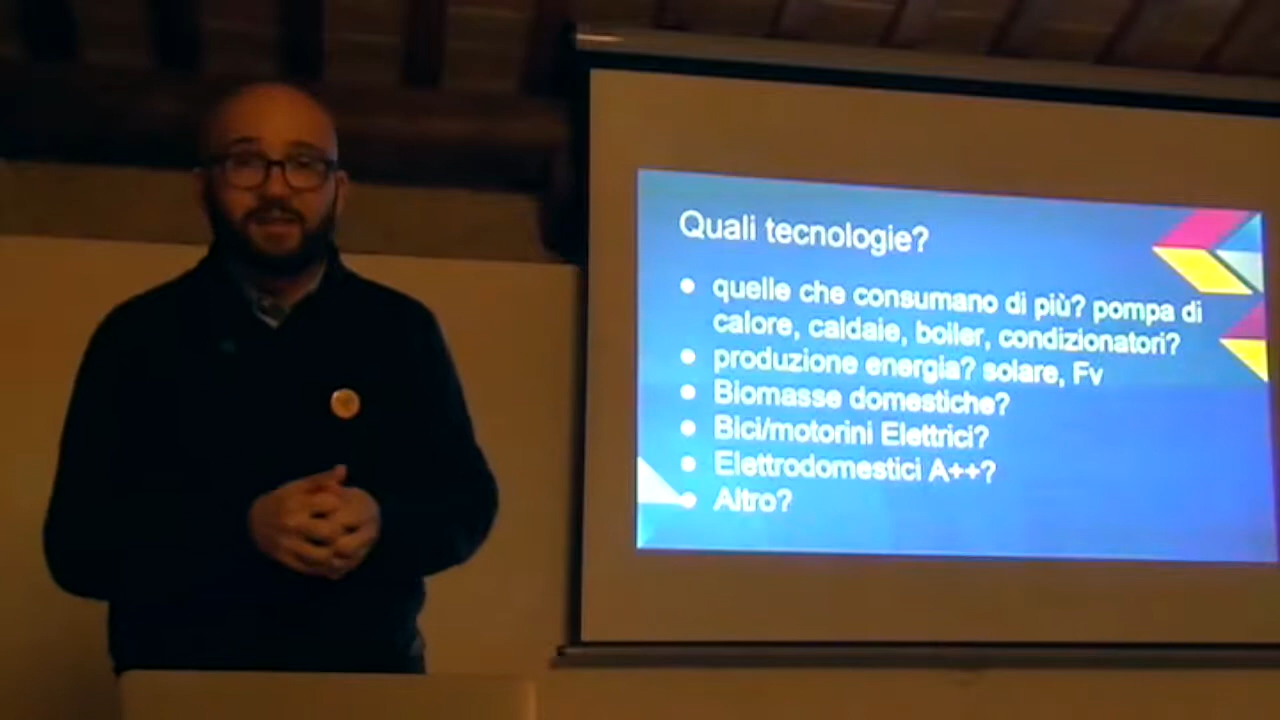 Quali tecnologie?
● quelle che consumano di più? pompa di
calore, caldaie, boiler, condizionatori?
● produzione energia? solare, Fv
● Biomasse domestiche?
● Bici/motorini Elettrici?
● Elettrodomestici A++?
● Altro?